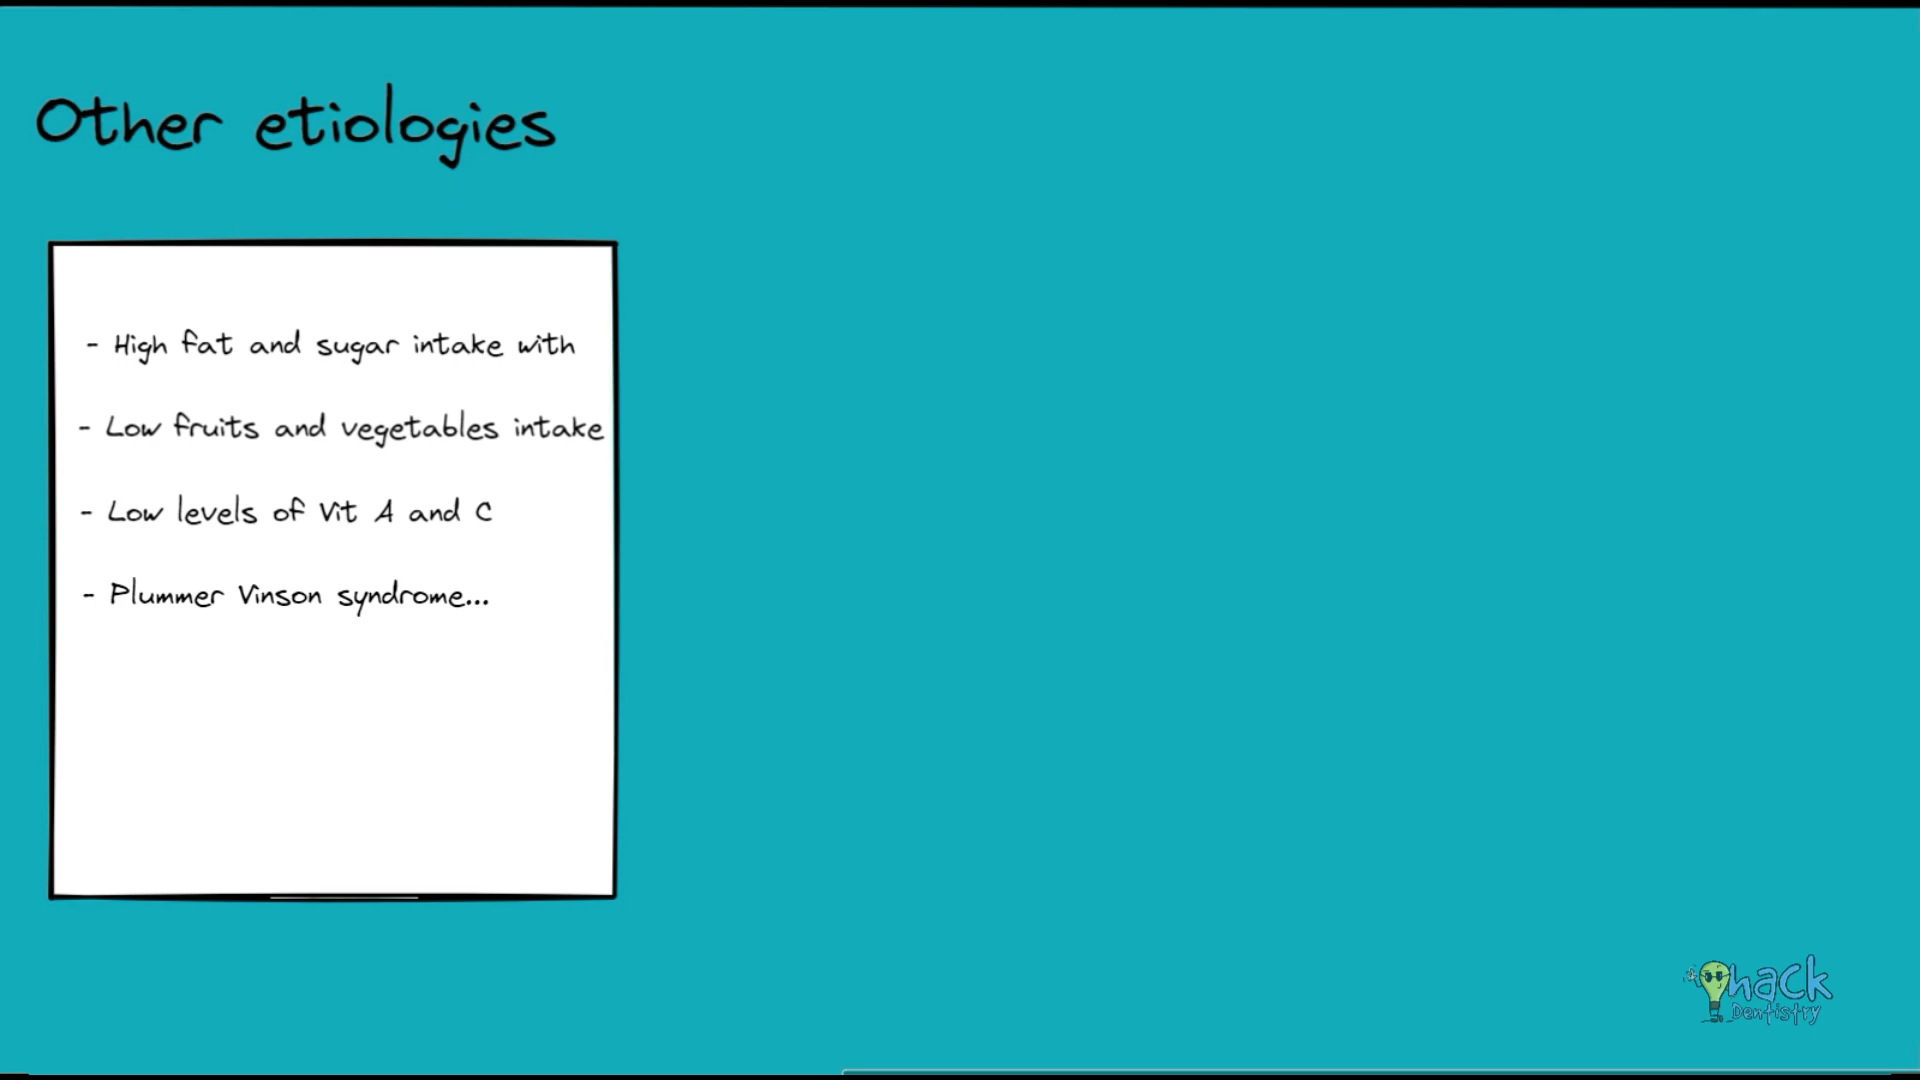 Other etiologies
- High fat and sugar intake with
- Low fruits and vegetables intake
- Low levels of Vit A and C
- Plummer Vinson syndrome...
hack
Dentistry